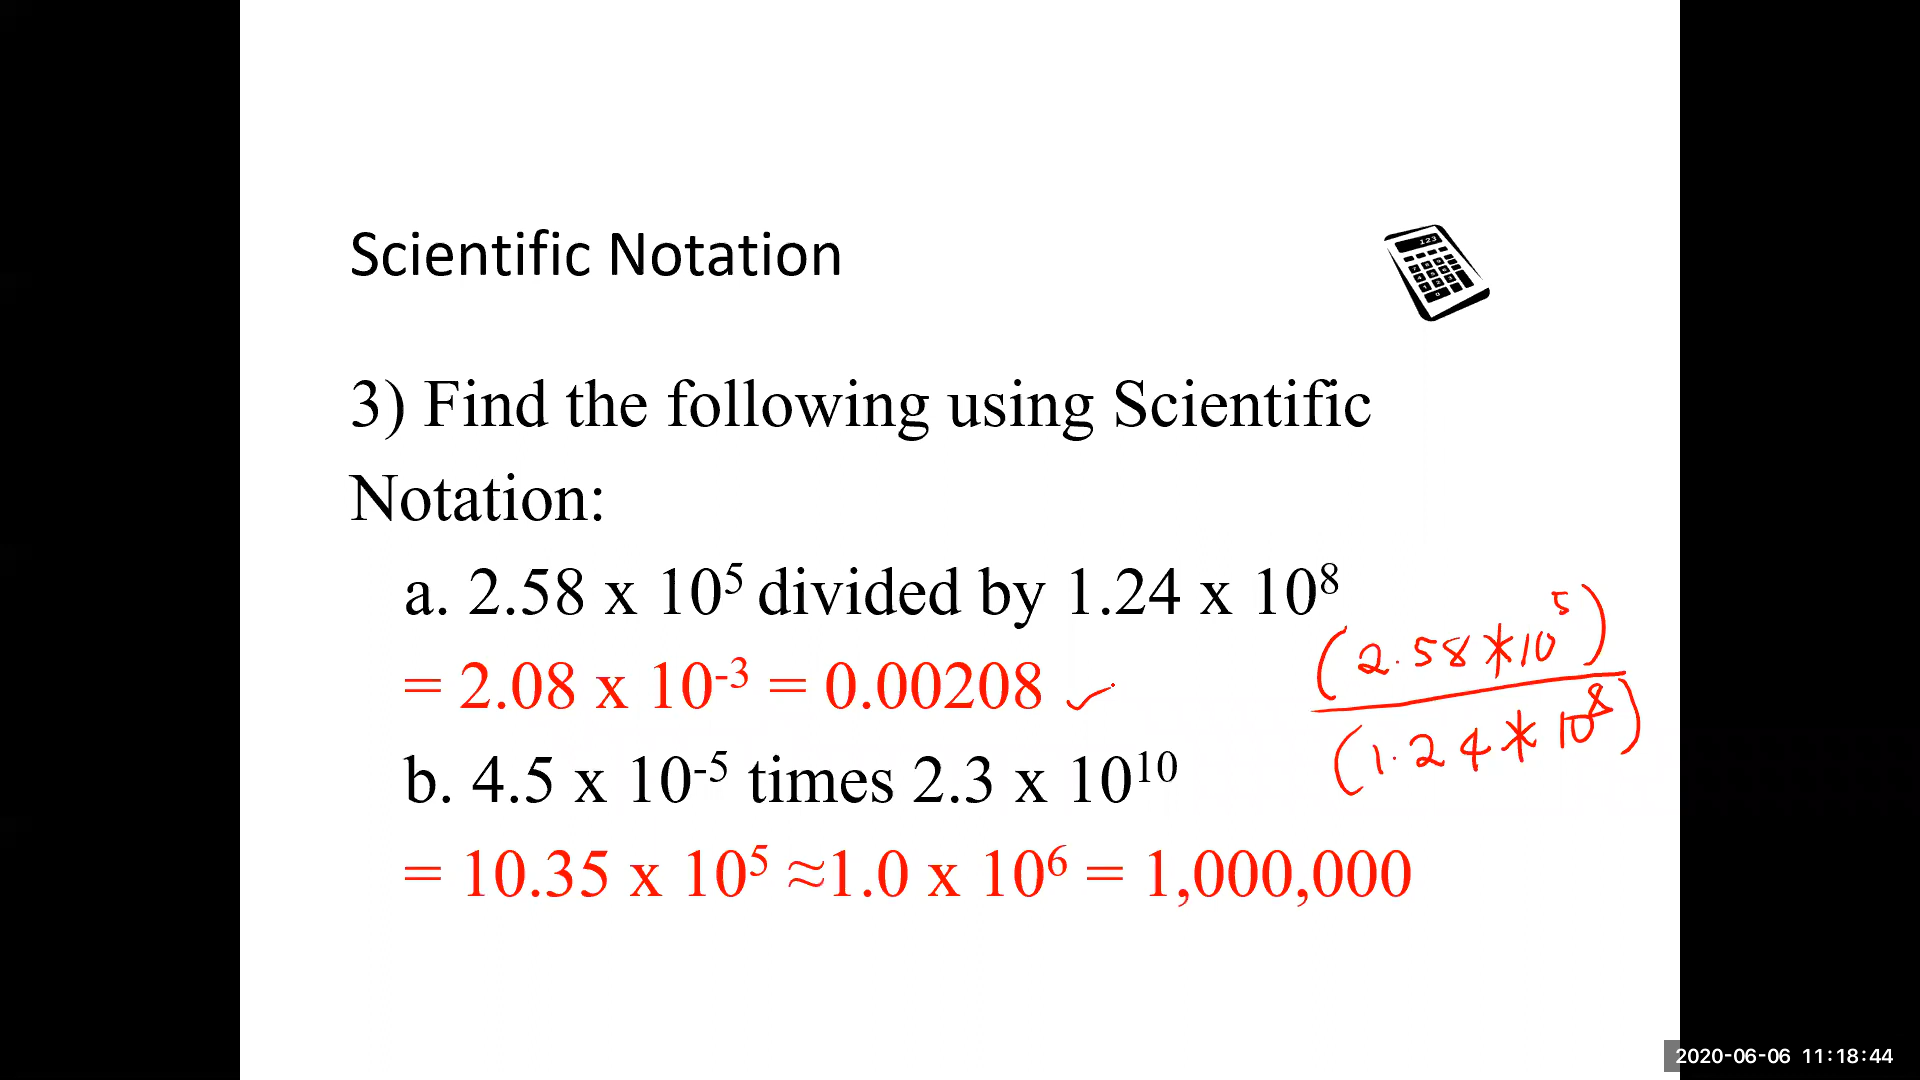 Scientific Notation
123
3) Find the following using Scientific
Notation:
a. 2.58 x 10⁵ divided by 1.24 x 10⁸
(2.58*10⁵)
= 2.08 x 10⁻³ = 0.00208 ✓
(1.24*10⁸)
b. 4.5 x 10⁻⁵ times 2.3 x 10¹⁰
= 10.35 x 10⁵ ≈1.0 x 10⁶ = 1,000,000
2020-06-06 11:18:44